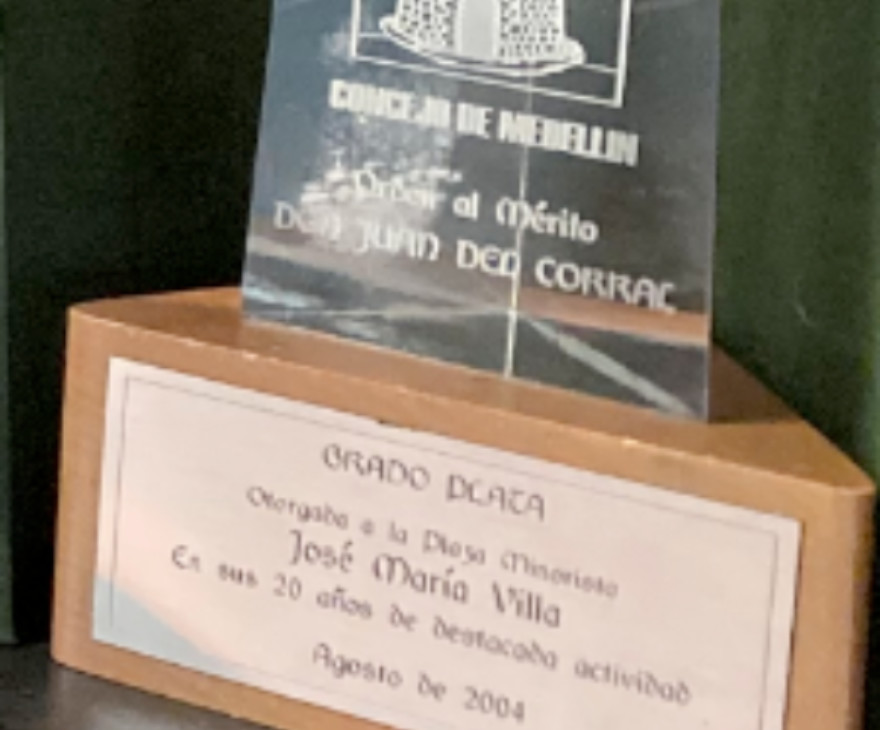 CONCEJO DE MEDELLIN
Orden al Mérito
DON JUAN DEL CORRAL
GRADO PLATA
Otorgada a la Plaza Minorista
José María Villa
En sus 20 años de destacada actividad
Agosto de 2004